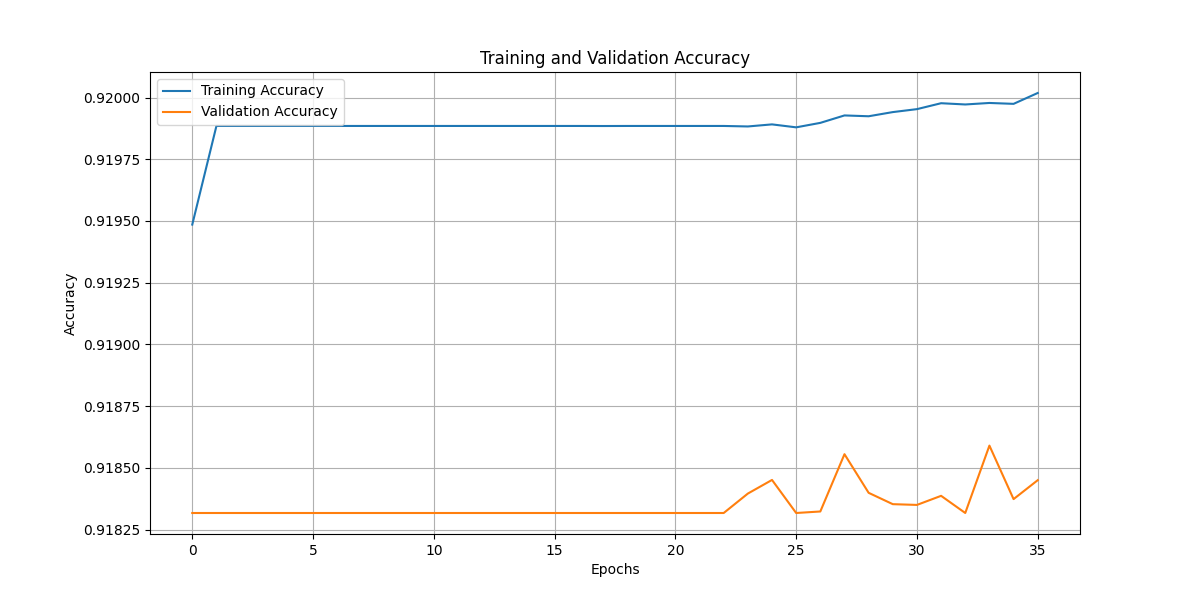 Training and Validation Accuracy
Training Accuracy
Validation Accuracy
0.92000
0.91975
0.91950
0.91925
0.91900
0.91875
0.91850
0.91825
Accuracy
0 5 10 15 20 25 30 35
Epochs